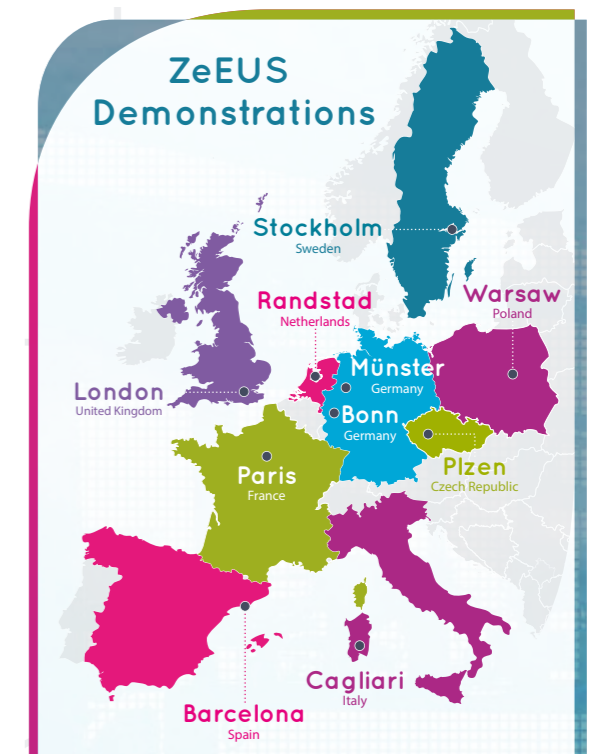 ZeEUS
Demonstrations
Stockholm
Sweden
Warsaw
Poland
Randstad
Netherlands
Münster
Germany
London
United Kingdom
Bonn
Germany
Paris
France
Plzen
Czech Republic
Cagliari
Italy
Barcelona
Spain